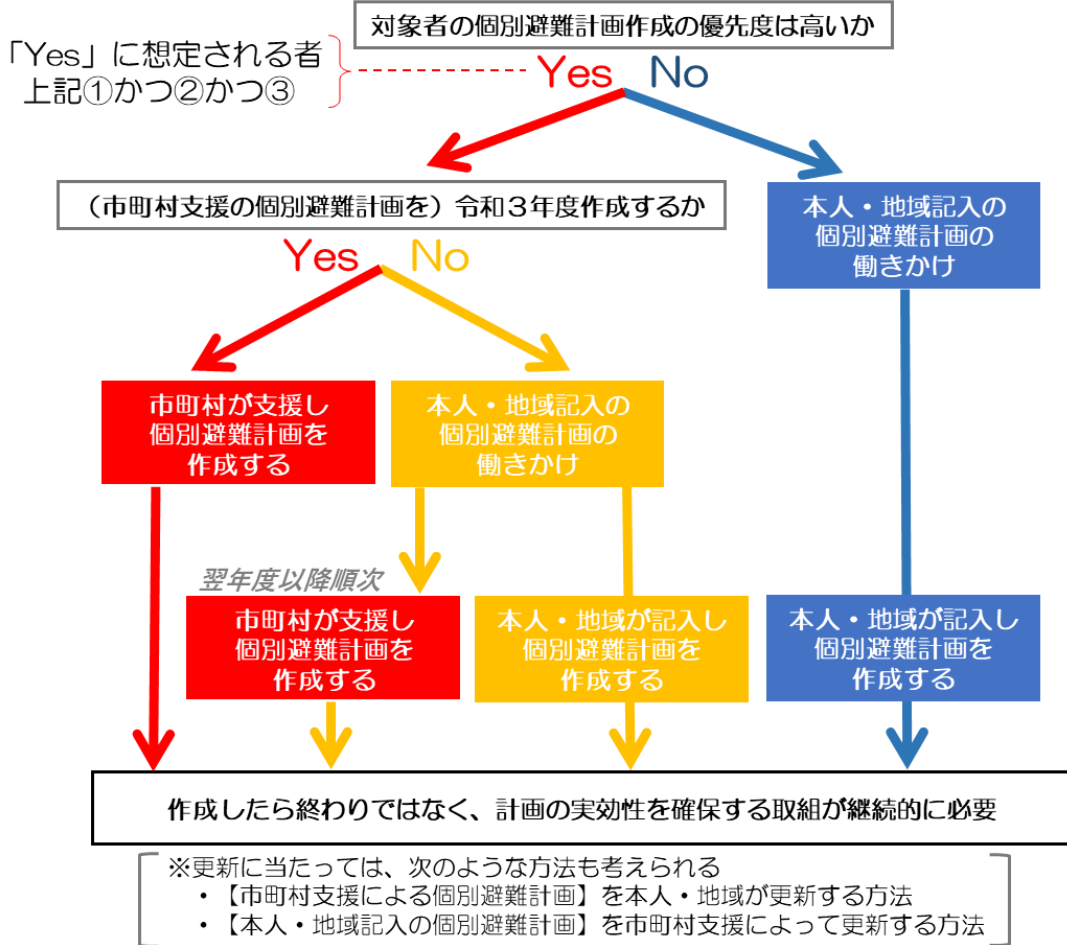 対象者の個別避難計画作成の優先度は高いか
「Yes」に想定される者
上記①かつ②かつ③
Yes No
(市町村支援の個別避難計画を)令和3年度作成するか
Yes No
本人・地域記入の
個別避難計画の
働きかけ
市町村が支援し
個別避難計画を
作成する
本人・地域記入の
個別避難計画の
働きかけ
翌年度以降順次
市町村が支援し
個別避難計画を
作成する
本人・地域が記入し
個別避難計画を
作成する
本人・地域が記入し
個別避難計画を
作成する
作成したら終わりではなく、計画の実効性を確保する取組が継続的に必要
※更新に当たっては、次のような方法も考えられる
・【市町村支援による個別避難計画】を本人・地域が更新する方法
・【本人・地域記入の個別避難計画】を市町村支援によって更新する方法